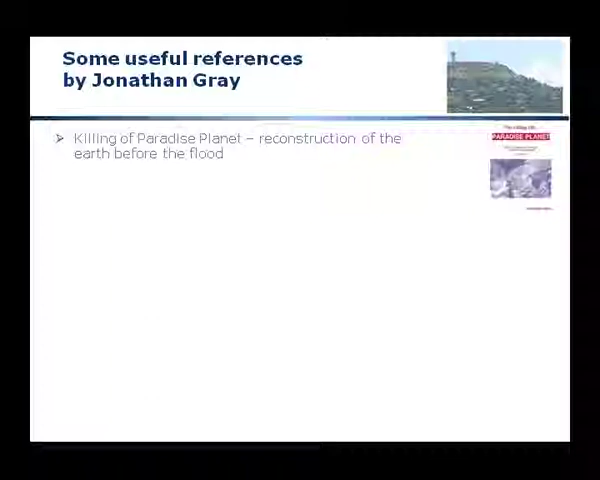 Some useful references
by Jonathan Gray
Killing of Paradise Planet – reconstruction of the
earth before the flood
PARADISE PLANET